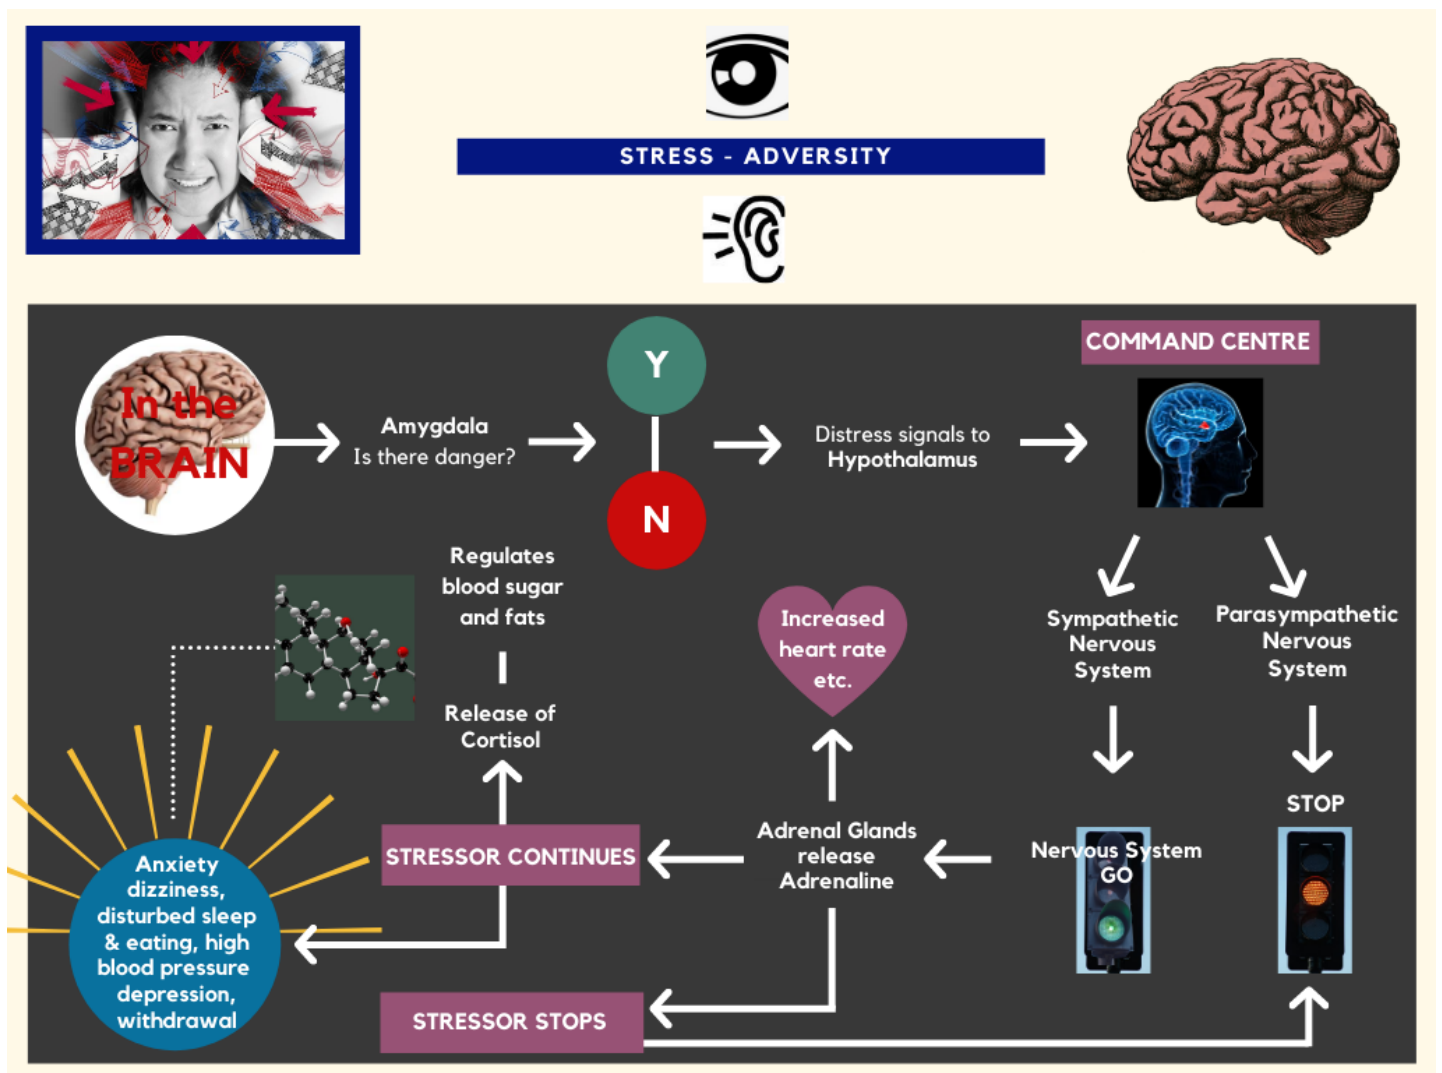 STRESS - ADVERSITY
In the
BRAIN
Amygdala
Is there danger?
Y
N
Distress signals to
Hypothalamus
COMMAND CENTRE
Sympathetic
Nervous
System
Parasympathetic
Nervous
System
STOP
Nervous System
GO
Adrenal Glands
release
Adrenaline
Increased
heart rate
etc.
STRESSOR CONTINUES
Release of
Cortisol
Regulates
blood sugar
and fats
Anxiety
dizziness,
disturbed sleep
& eating, high
blood pressure
depression,
withdrawal
STRESSOR STOPS